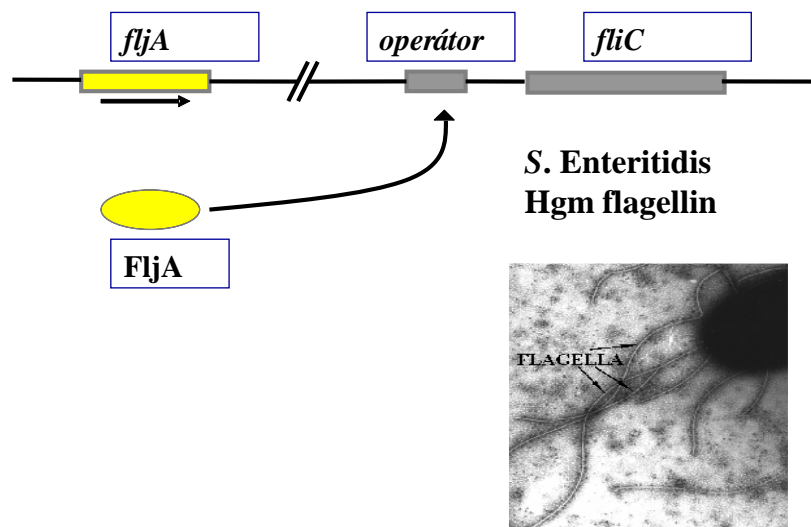 fljA
operátor
fliC
S. Enteritidis
Hgm flagellin
FljA
FLAGELLA